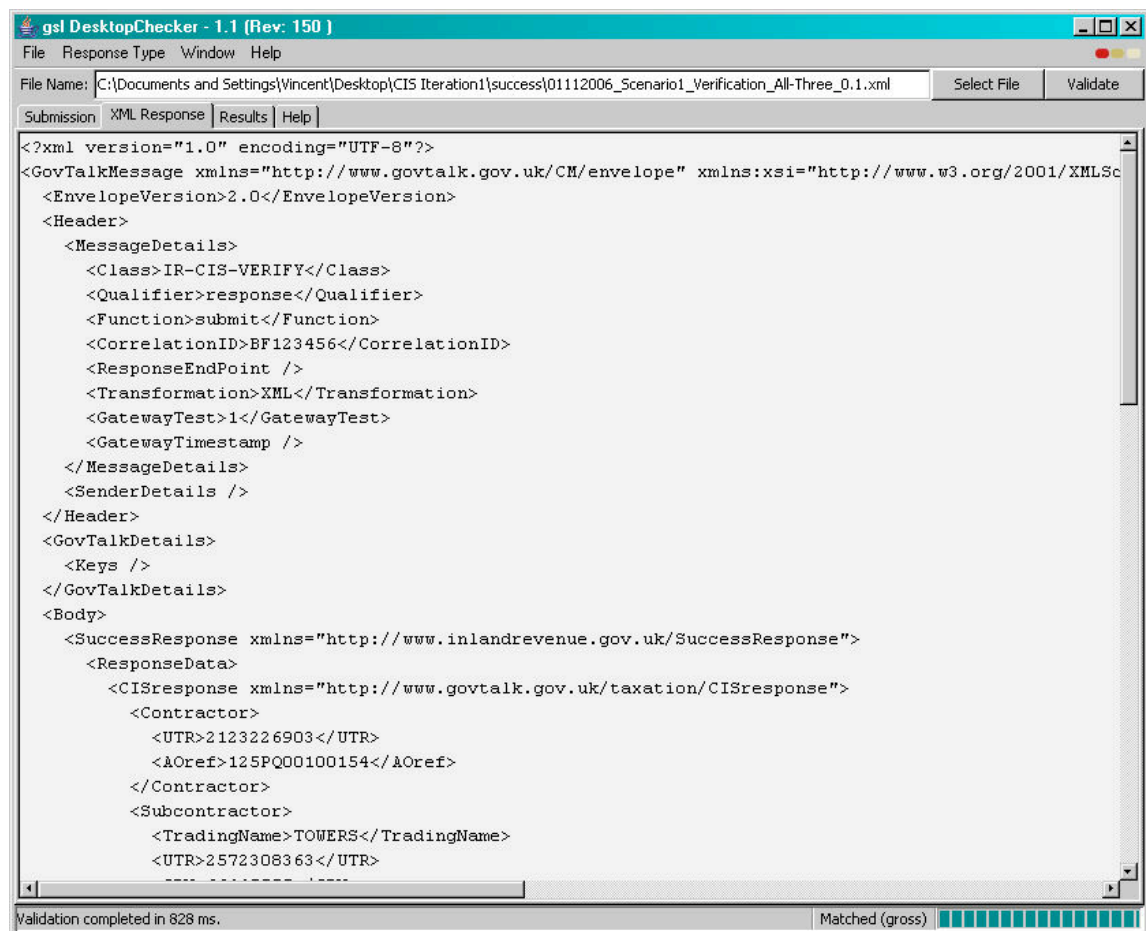 gsl DesktopChecker - 1.1 (Rev: 150 )
File Response Type Window Help
File Name: C:\Documents and Settings\Vincent\Desktop\CIS Iteration1\success\01112006_Scenario1_Verification_All-Three_0.1.xml Select File Validate
Submission XML Response Results Help
<?xml version="1.0" encoding="UTF-8"?>
<GovTalkMessage xmlns="http://www.govtalk.gov.uk/CM/envelope" xmlns:xsi="http://www.w3.org/2001/XMLSc
<EnvelopeVersion>2.0</EnvelopeVersion>
<Header>
<MessageDetails>
<Class>IR-CIS-VERIFY</Class>
<Qualifier>response</Qualifier>
<Function>submit</Function>
<CorrelationID>BF123456</CorrelationID>
<ResponseEndPoint />
<Transformation>XML</Transformation>
<GatewayTest>1</GatewayTest>
<GatewayTimestamp />
</MessageDetails>
<SenderDetails />
</Header>
<GovTalkDetails>
<Keys />
</GovTalkDetails>
<Body>
<SuccessResponse xmlns="http://www.inlandrevenue.gov.uk/SuccessResponse">
<ResponseData>
<CISresponse xmlns="http://www.govtalk.gov.uk/taxation/CISresponse">
<Contractor>
<UTR>2123226903</UTR>
<AOref>125PQ00100154</AOref>
</Contractor>
<Subcontractor>
<TradingName>TOWERS</TradingName>
<UTR>2572308363</UTR>
Validation completed in 828 ms. Matched (gross)